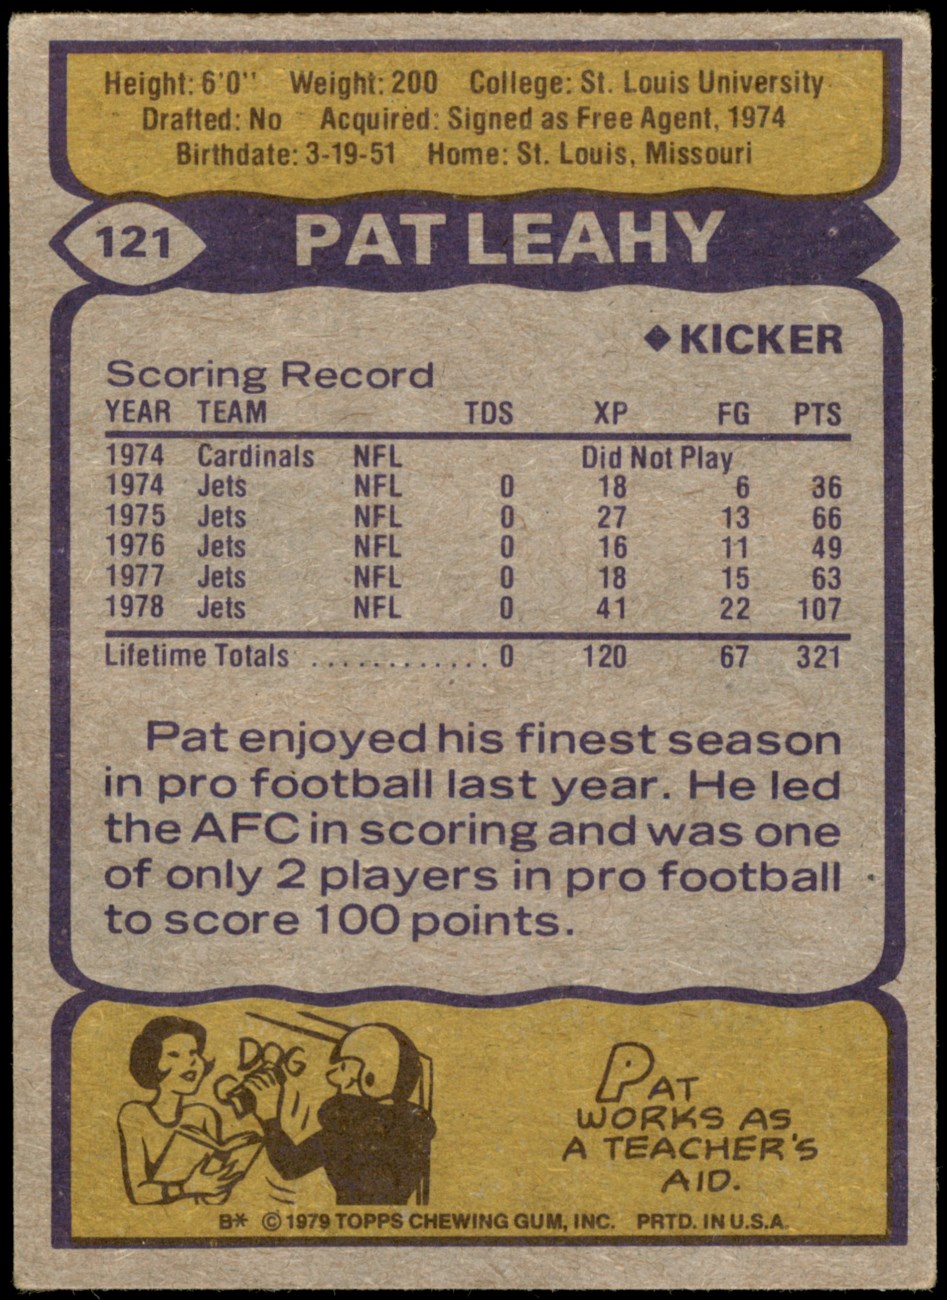 Height: 6'0" Weight: 200 College: St. Louis University
Drafted: No Acquired: Signed as Free Agent, 1974
Birthdate: 3-19-51 Home: St. Louis, Missouri
121 PAT LEAHY
◆KICKER
Scoring Record
YEAR TEAM TDS XP FG PTS
1974 Cardinals NFL Did Not Play
1974 Jets NFL 0 18 6 36
1975 Jets NFL 0 27 13 66
1976 Jets NFL 0 16 11 49
1977 Jets NFL 0 18 15 63
1978 Jets NFL 0 41 22 107
Lifetime Totals ............ 0 120 67 321
Pat enjoyed his finest season
in pro football last year. He led
the AFC in scoring and was one
of only 2 players in pro football
to score 100 points.
DOG
PAT
WORKS AS
A TEACHER'S
AID.
B* © 1979 TOPPS CHEWING GUM, INC. PRTD. IN U.S.A.